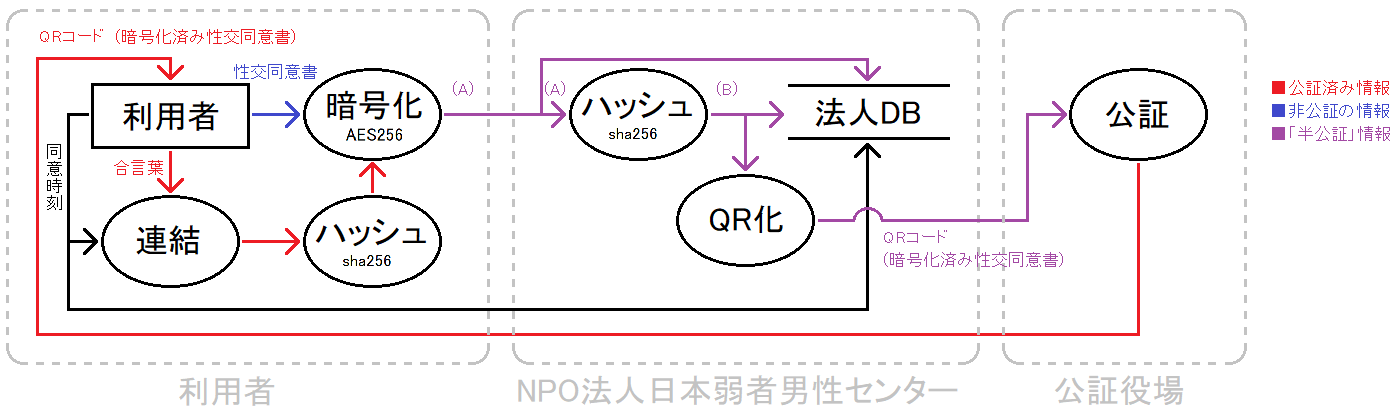 QRコード（暗号化済み性交同意書）
性交同意書
利用者
暗号化
AES256
(A)
(A)
ハッシュ
sha256
(B)
法人DB
公証
公証済み情報
非公証の情報
「半公証」情報
同意時刻
合言葉
連結
ハッシュ
sha256
QR化
QRコード
(暗号化済み性交同意書)
利用者
NPO法人日本弱者男性センター
公証役場